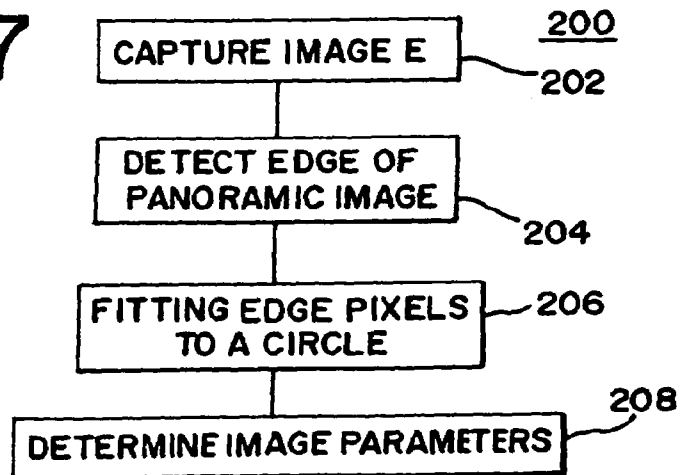 7
200
CAPTURE IMAGE E
202
DETECT EDGE OF
PANORAMIC IMAGE
204
FITTING EDGE PIXELS
TO A CIRCLE
206
DETERMINE IMAGE PARAMETERS
208